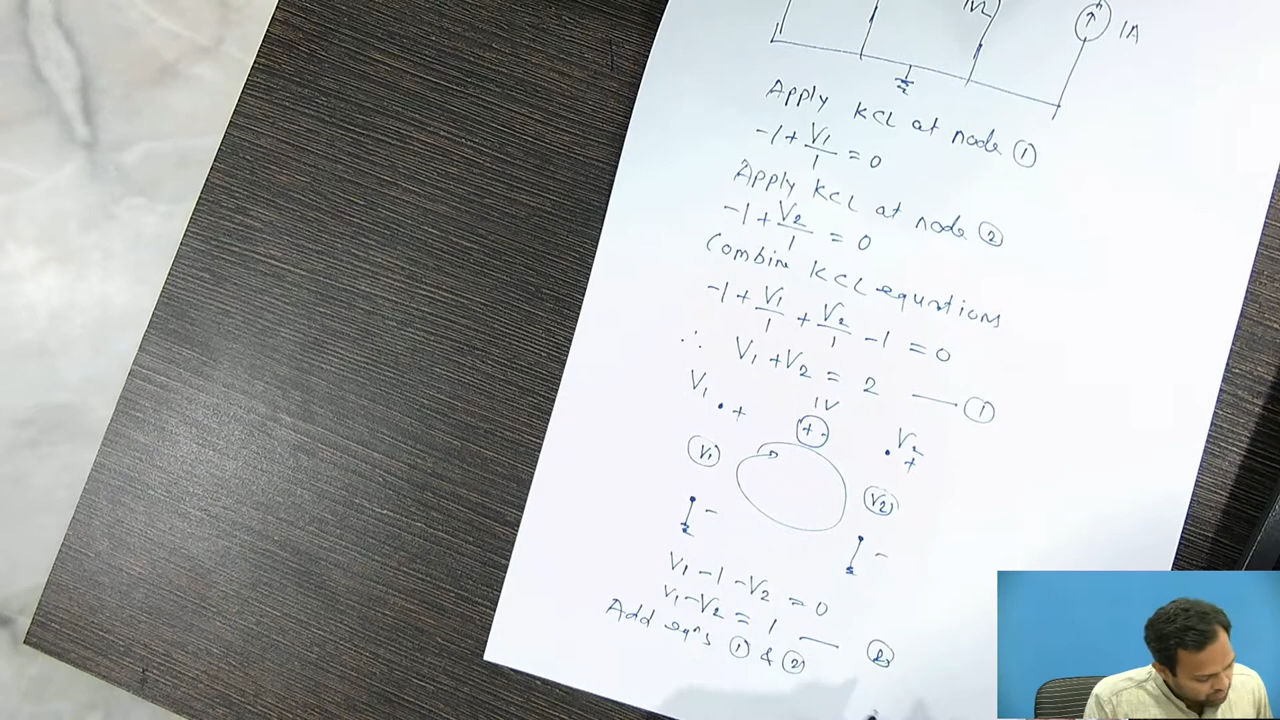 1Ω
1A
Apply KCL at node ①
-1 + V1/1 = 0
Apply KCL at node ②
-1 + V2/1 = 0
Combine KCL equations
-1 + V1/1 + V2/1 - 1 = 0
∴ V1 + V2 = 2 — ①
V1 +
1V
+ -
V2
+
V1
V2
-
-
V1 - 1 - V2 = 0
V1 - V2 = 1 — ②
Add eqns ① & ②